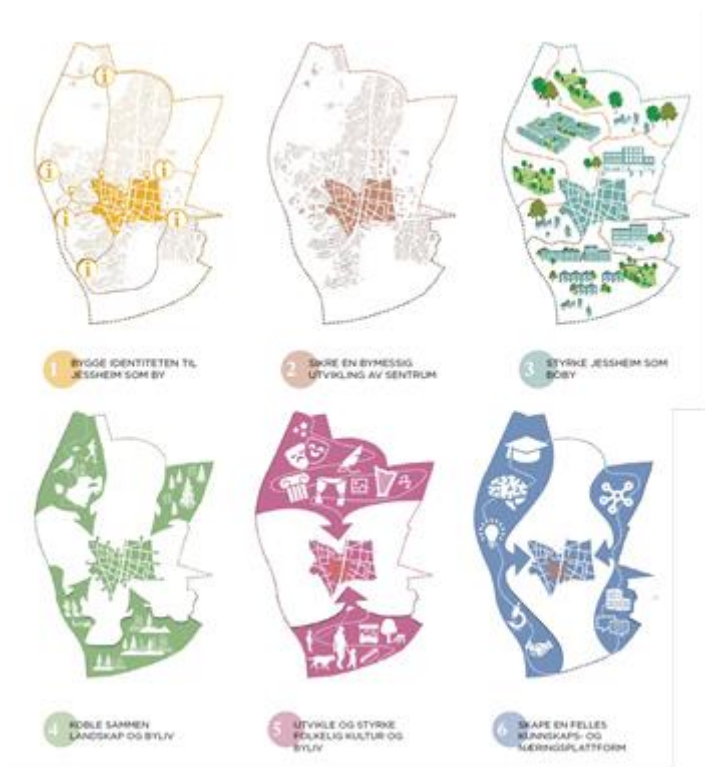 i
i
i
i
i
i
1 BYGGE IDENTITETEN TIL
JESSHEIM SOM BY
2 SIKRE EN BYMESSIG
UTVIKLING AV SENTRUM
3 STYRKE JESSHEIM SOM
BOBY
4 KOBLE SAMMEN
LANDSKAP OG BYLIV
5 UTVIKLE OG STYRKE
FOLKELIG KULTUR OG
BYLIV
6 SKAPE EN FELLES
KUNNSKAPS- OG
NÆRINGSPLATTFORM